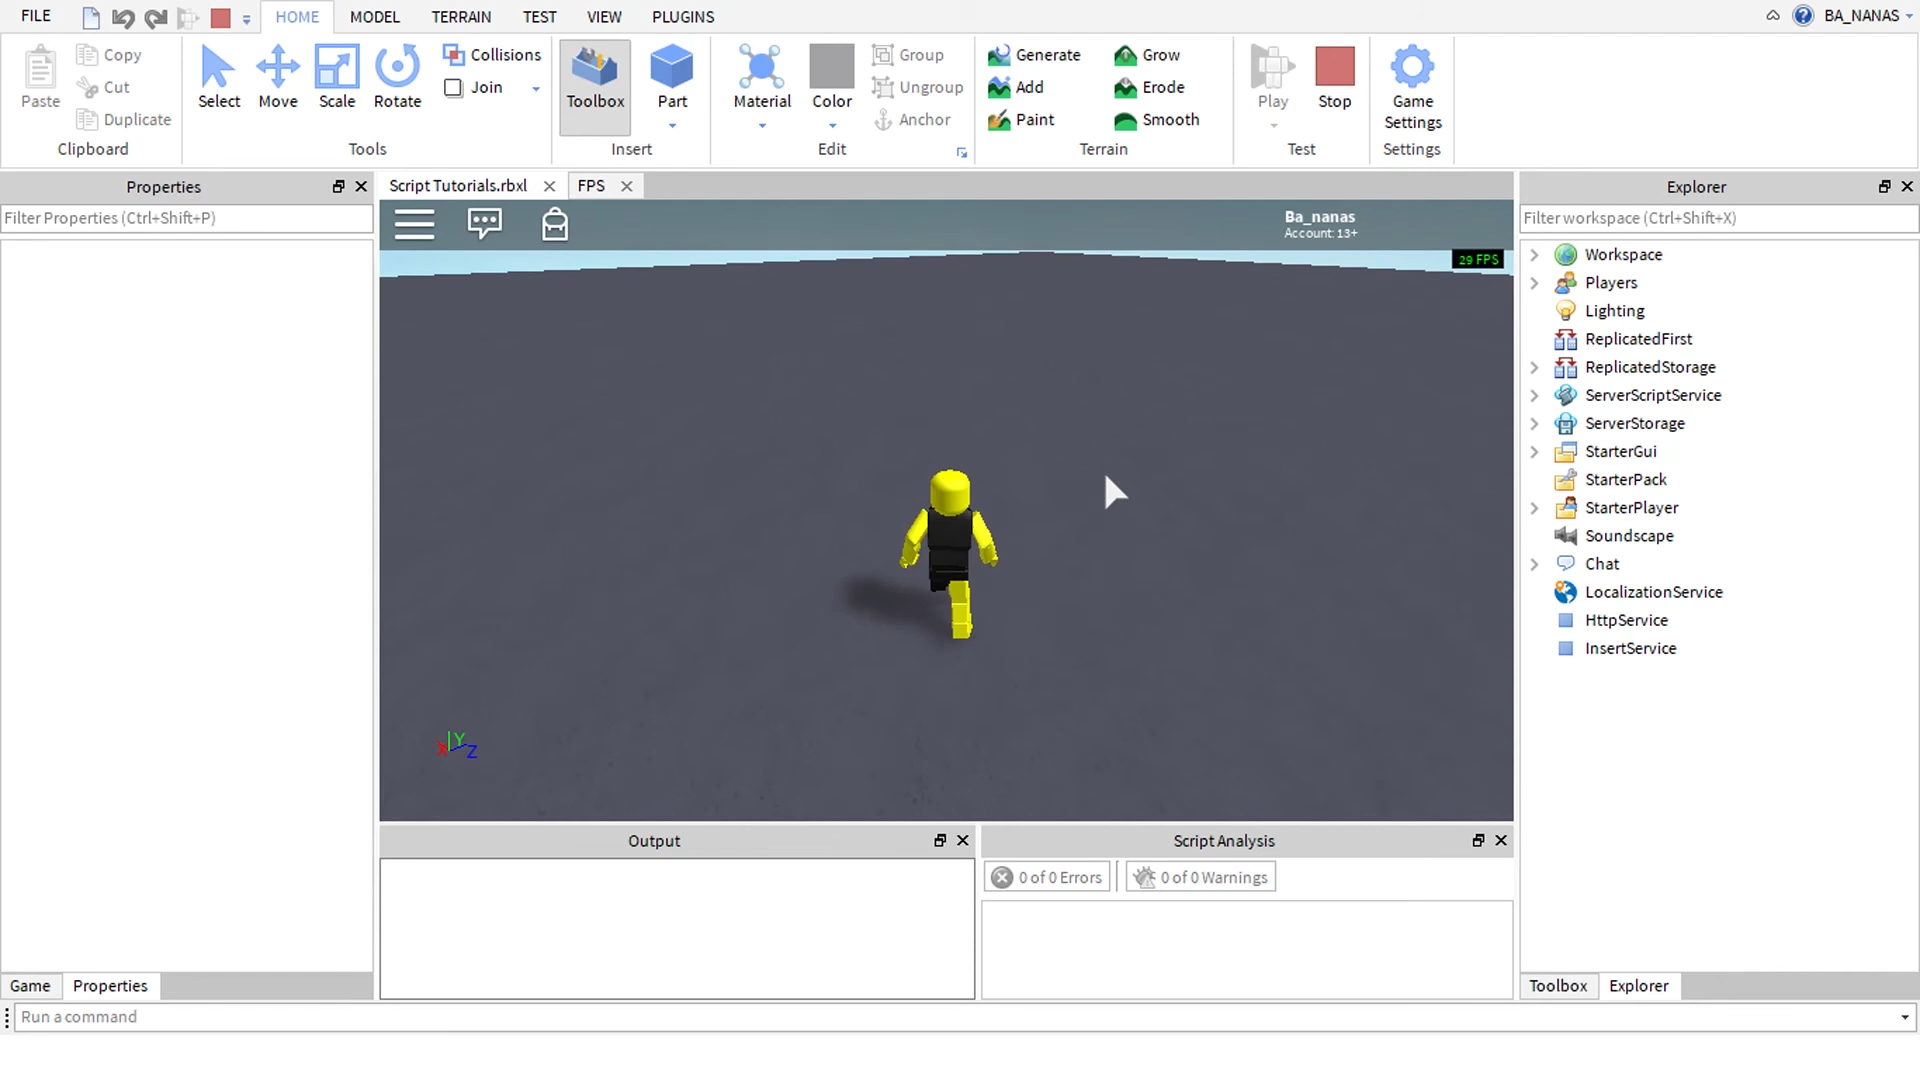 FILE
HOME
MODEL
TERRAIN
TEST
VIEW
PLUGINS
BA_NANAS
Paste
Copy
Cut
Duplicate
Clipboard
Select
Move
Scale
Rotate
Collisions
Join
Tools
Toolbox
Part
Insert
Material
Color
Group
Ungroup
Anchor
Edit
Generate
Add
Paint
Grow
Erode
Smooth
Terrain
Play
Stop
Test
Game
Settings
Settings
Properties
Filter Properties (Ctrl+Shift+P)
Script Tutorials.rbxl
FPS
Ba_nanas
Account: 13+
29 FPS
X
Y
Z
Explorer
Filter workspace (Ctrl+Shift+X)
Workspace
Players
Lighting
ReplicatedFirst
ReplicatedStorage
ServerScriptService
ServerStorage
StarterGui
StarterPack
StarterPlayer
Soundscape
Chat
LocalizationService
HttpService
InsertService
Output
Script Analysis
0 of 0 Errors
0 of 0 Warnings
Game
Properties
Toolbox
Explorer
Run a command